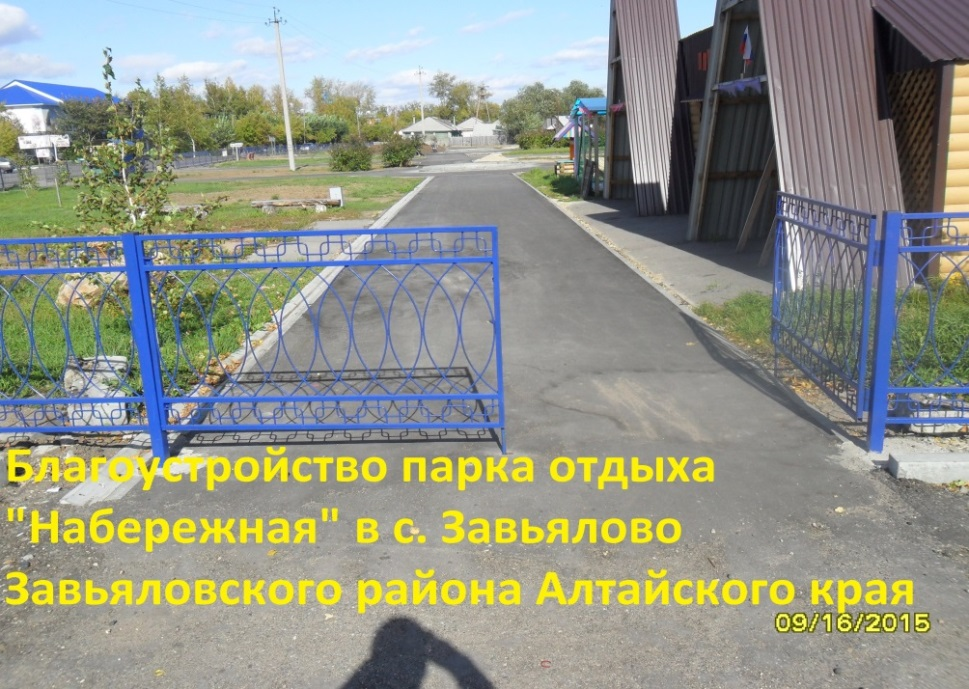 Благоустройство парка отдыха
"Набережная" в с. Завьялово
Завьяловского района Алтайского края
09/16/2015